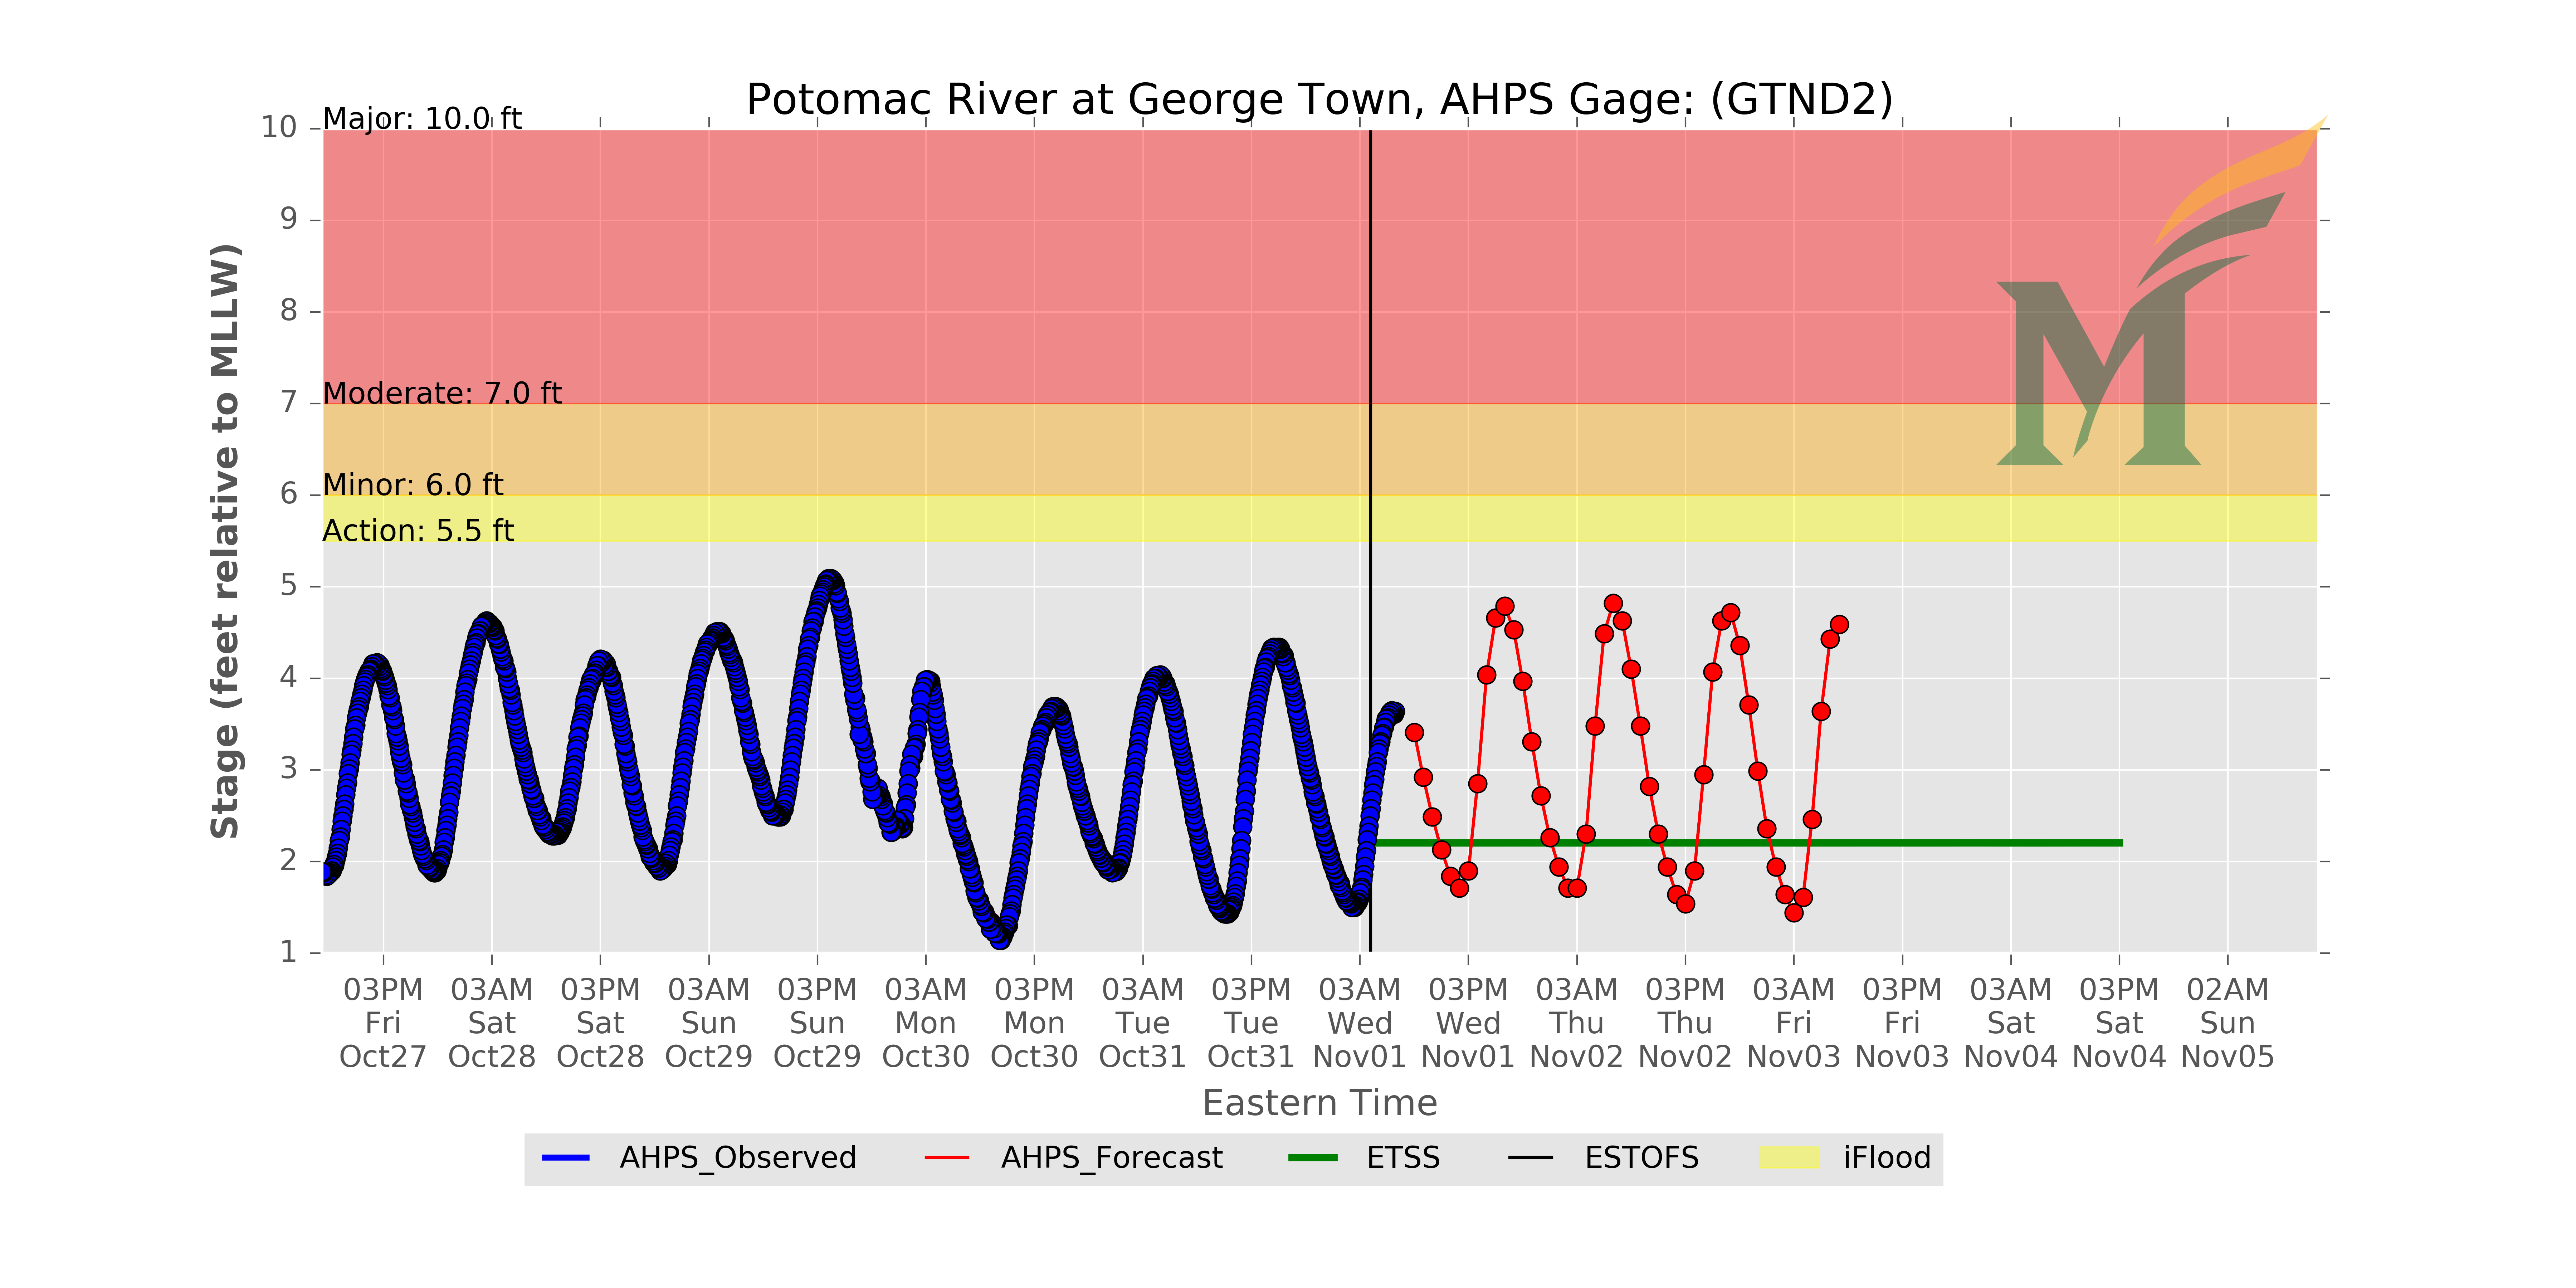 Potomac River at George Town, AHPS Gage: (GTND2)
Major: 10.0 ft
Moderate: 7.0 ft
Minor: 6.0 ft
Action: 5.5 ft
Stage (feet relative to MLLW)
10
9
8
7
6
5
4
3
2
1
03PM 03AM 03PM 03AM 03PM 03AM 03PM 03AM 03PM 03AM 03PM 03AM 03PM 03AM 03PM 03AM 03PM 02AM
Fri Sat Sat Sun Sun Mon Mon Tue Tue Wed Wed Thu Thu Fri Fri Sat Sat Sun
Oct27 Oct28 Oct28 Oct29 Oct29 Oct30 Oct30 Oct31 Oct31 Nov01 Nov01 Nov02 Nov02 Nov03 Nov03 Nov04 Nov04 Nov05
Eastern Time
AHPS_Observed AHPS_Forecast ETSS ESTOFS iFlood
M